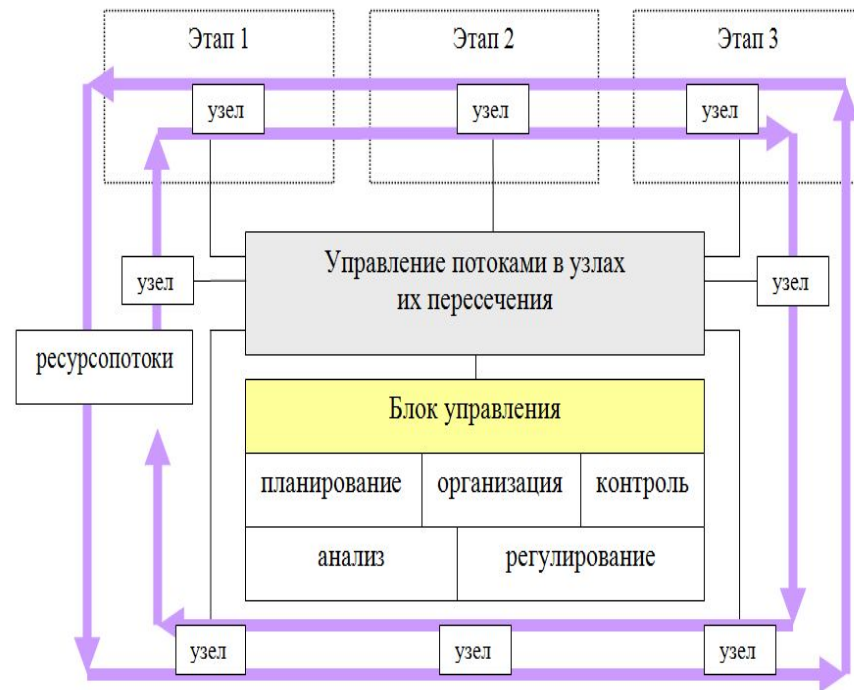 Этап 1
Этап 2
Этап 3
узел
узел
узел
узел
Управление потоками в узлах
их пересечения
узел
ресурсопотоки
Блок управления
планирование
организация
контроль
анализ
регулирование
узел
узел
узел